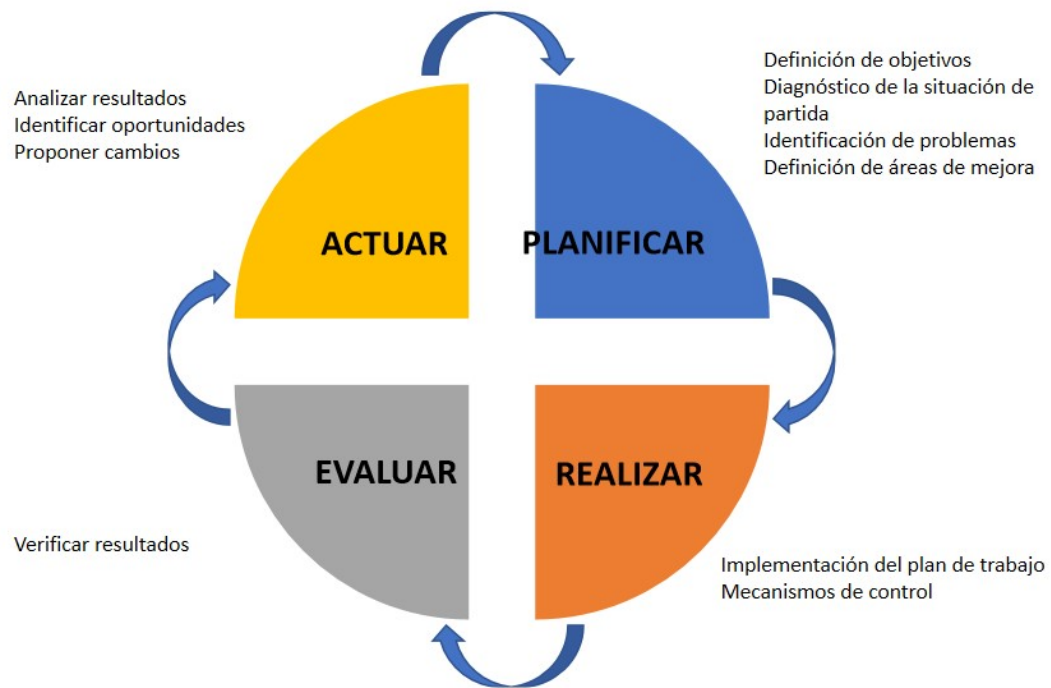 Analizar resultados
Identificar oportunidades
Proponer cambios
Definición de objetivos
Diagnóstico de la situación de
partida
Identificación de problemas
Definición de áreas de mejora
ACTUAR
PLANIFICAR
EVALUAR
REALIZAR
Verificar resultados
Implementación del plan de trabajo
Mecanismos de control